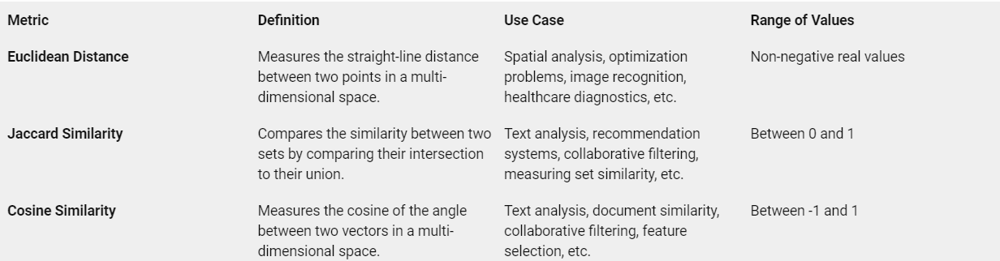 Metric Definition Use Case Range of Values
Euclidean Distance Measures the straight-line distance Spatial analysis, optimization Non-negative real values
between two points in a multi- problems, image recognition,
dimensional space. healthcare diagnostics, etc.
Jaccard Similarity Compares the similarity between two Text analysis, recommendation Between 0 and 1
sets by comparing their intersection systems, collaborative filtering,
to their union. measuring set similarity, etc.
Cosine Similarity Measures the cosine of the angle Text analysis, document similarity, Between -1 and 1
between two vectors in a multi- collaborative filtering, feature
dimensional space. selection, etc.